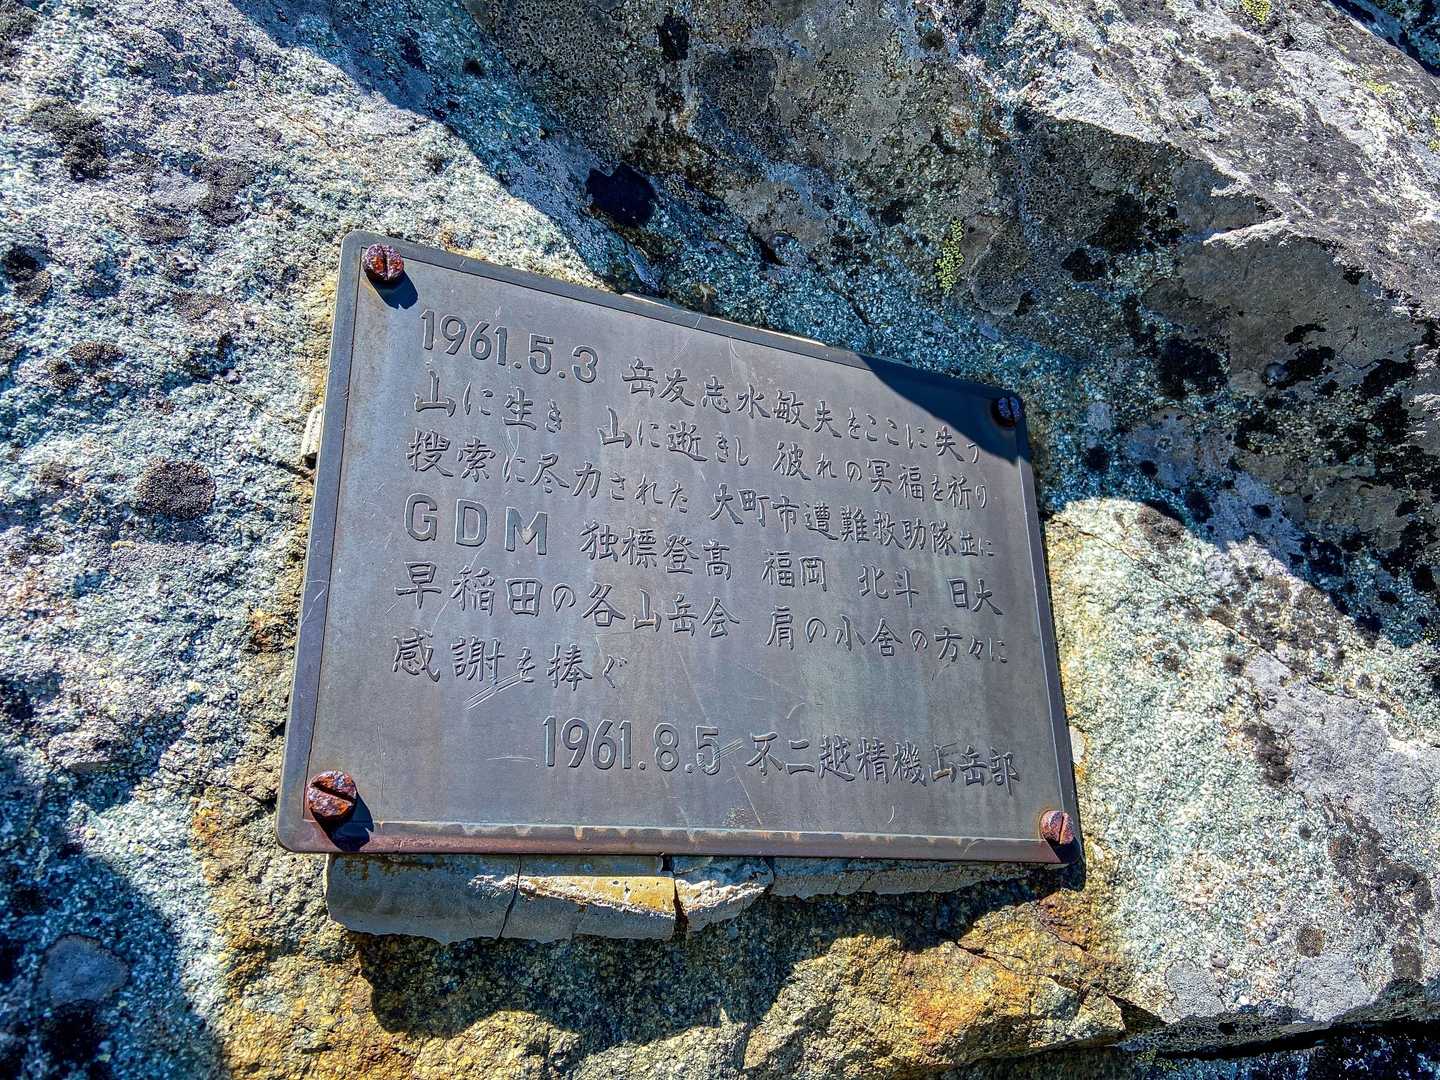 1961.5.3 岳友志水敏夫をここに失う
山に生き 山に逝きし 彼れの冥福を祈り
捜索に尽力された 大町市遭難救助隊並に
GDM 独標登高 福岡 北斗 日大
早稲田の各山岳会 肩の小舎の方々に
感謝を捧ぐ
1961.8.5 不二越精機山岳部